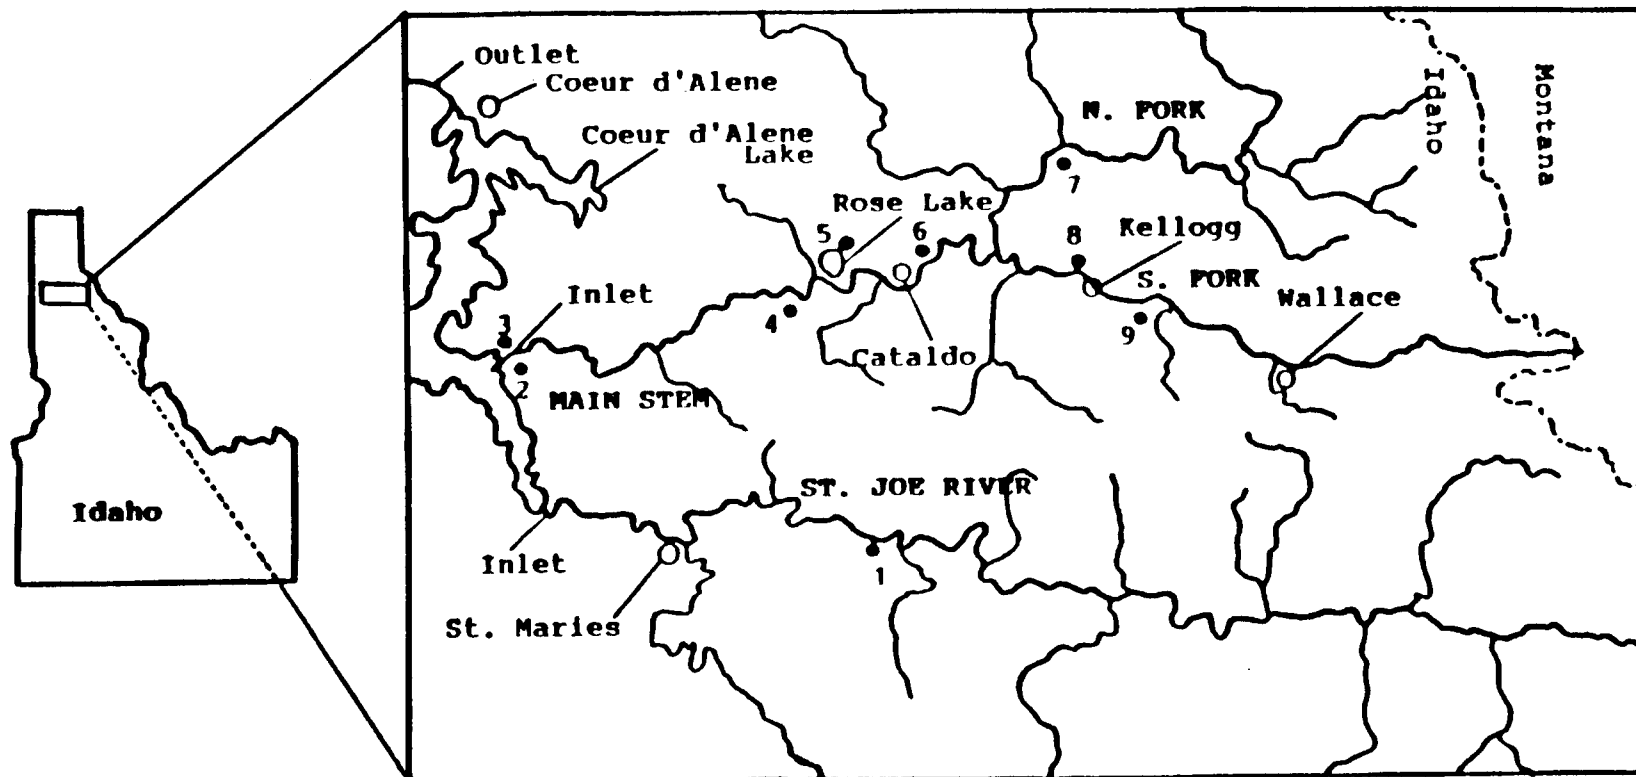 Outlet
Coeur d'Alene
Coeur d'Alene
Lake
N. FORK
Idaho
Montana
7
Rose Lake
5
6
8
Kellogg
S. FORK
Wallace
Inlet
3
4
9
Cataldo
2
MAIN STEM
ST. JOE RIVER
Idaho
Inlet
1
St. Maries